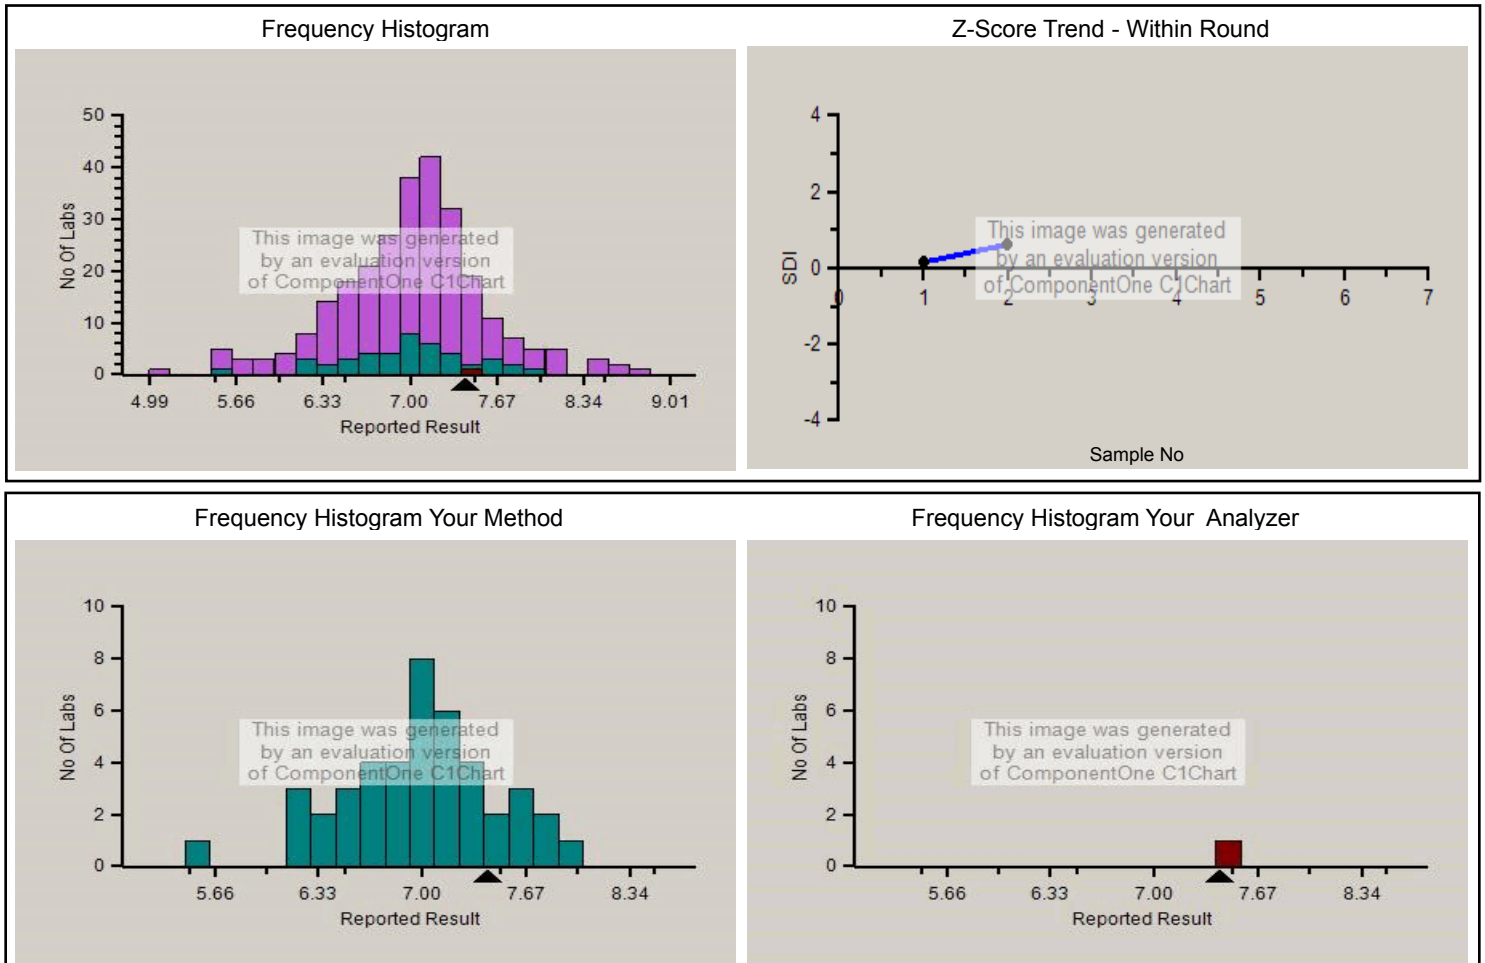 Frequency Histogram
50
40
30
20
10
0
No Of Labs
This image was generated
by an evaluation version
of ComponentOne C1Chart
4.99 5.66 6.33 7.00 7.67 8.34 9.01
Reported Result
Z-Score Trend - Within Round
4
2
0
-2
-4
SDI
This image was generated
by an evaluation version
of ComponentOne C1Chart
0 1 2 3 4 5 6 7
Sample No
Frequency Histogram Your Method
10
8
6
4
2
0
No Of Labs
This image was generated
by an evaluation version
of ComponentOne C1Chart
5.66 6.33 7.00 7.67 8.34
Reported Result
Frequency Histogram Your Analyzer
10
8
6
4
2
0
No Of Labs
This image was generated
by an evaluation version
of ComponentOne C1Chart
5.66 6.33 7.00 7.67 8.34
Reported Result